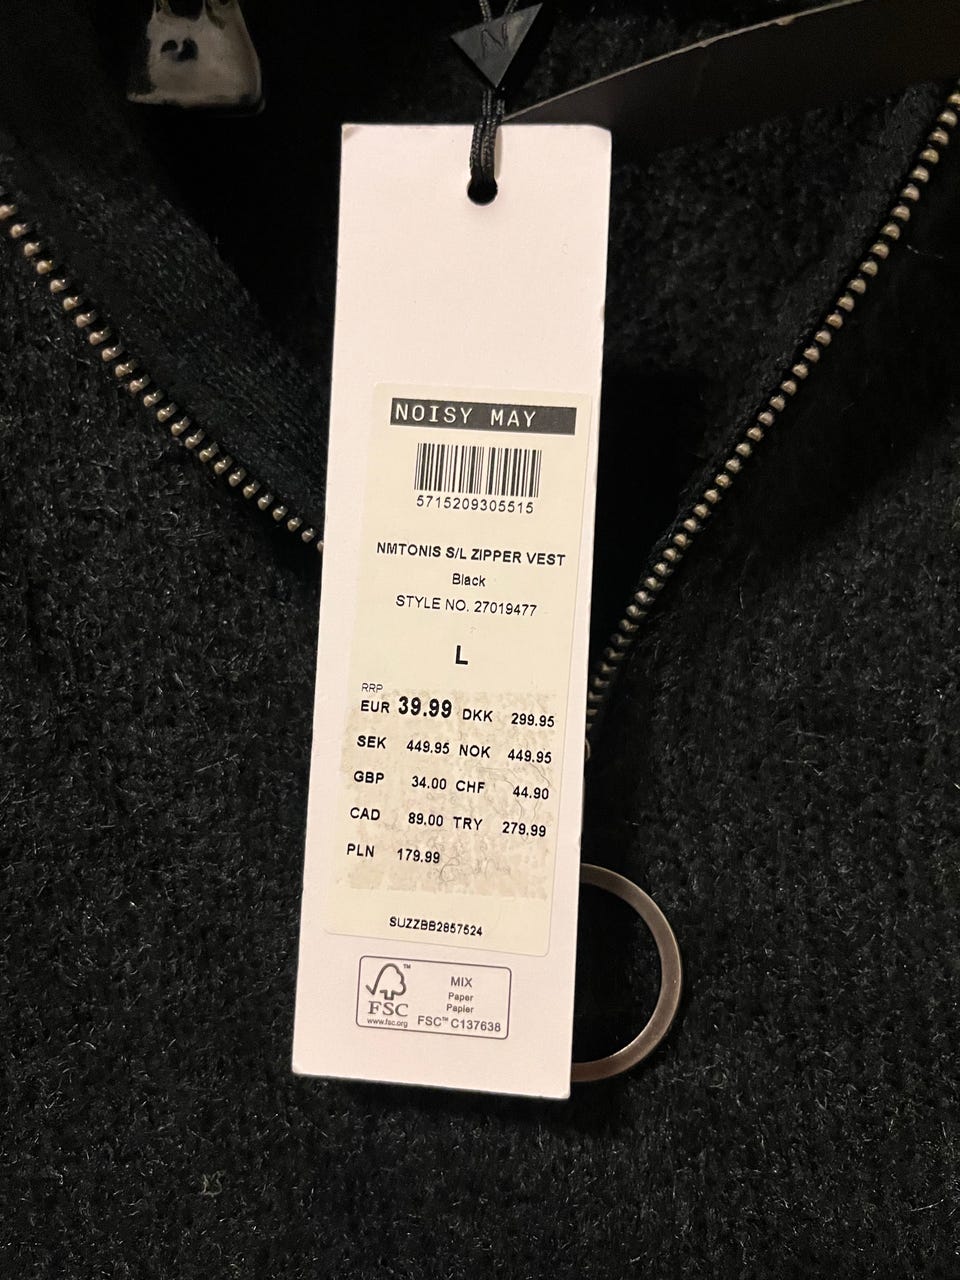 N
NOISY MAY
5715209305515
NMTONIS S/L ZIPPER VEST
Black
STYLE NO. 27019477
L
RRP
EUR 39.99 DKK 299.95
SEK 449.95 NOK 449.95
GBP 34.00 CHF 44.90
CAD 89.00 TRY 279.99
PLN 179.99
SUZZBB2857524
FSC™
www.fsc.org
MIX
Paper
Papier
FSC™ C137638